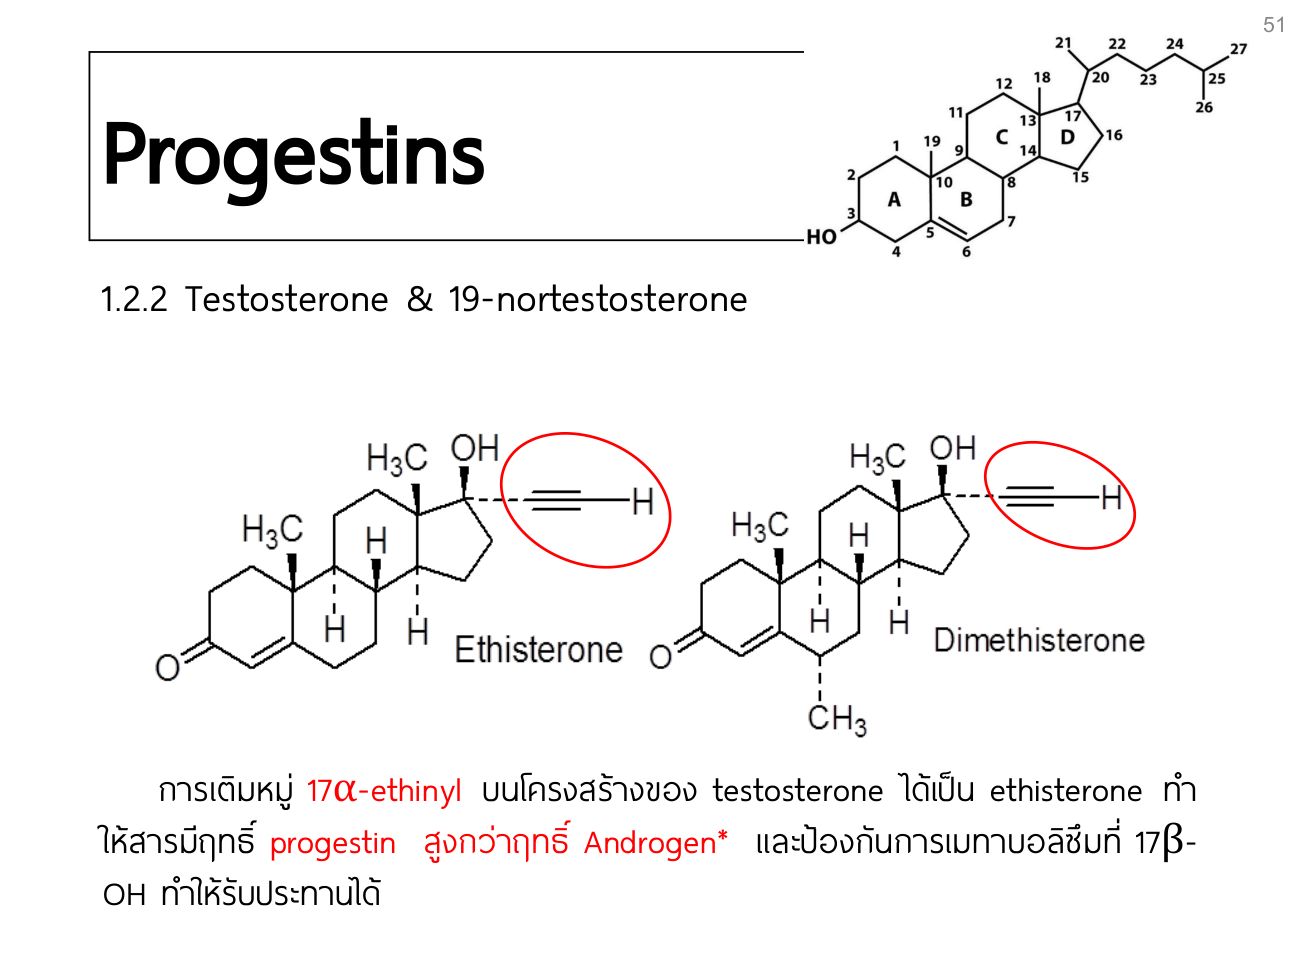 51
Progestins
21 22 24 27
20 23 25
26
12 18
11 17
13 C D 16
1 19 9 14
15
2 10 8
A B
3 7
HO 5
4 6
1.2.2 Testosterone & 19-nortestosterone
H3C OH H
H3C H
H H
O Ethisterone
H3C OH H
H3C H
H H
O Dimethisterone
CH3
การเติมหมู่ 17α-ethinyl บนโครงสร้างของ testosterone ได้เป็น ethisterone ทำ
ให้สารมีฤทธิ์ progestin สูงกว่าฤทธิ์ Androgen* และป้องกันการเมทาบอลิซึมที่ 17β-
OH ทำให้รับประทานได้